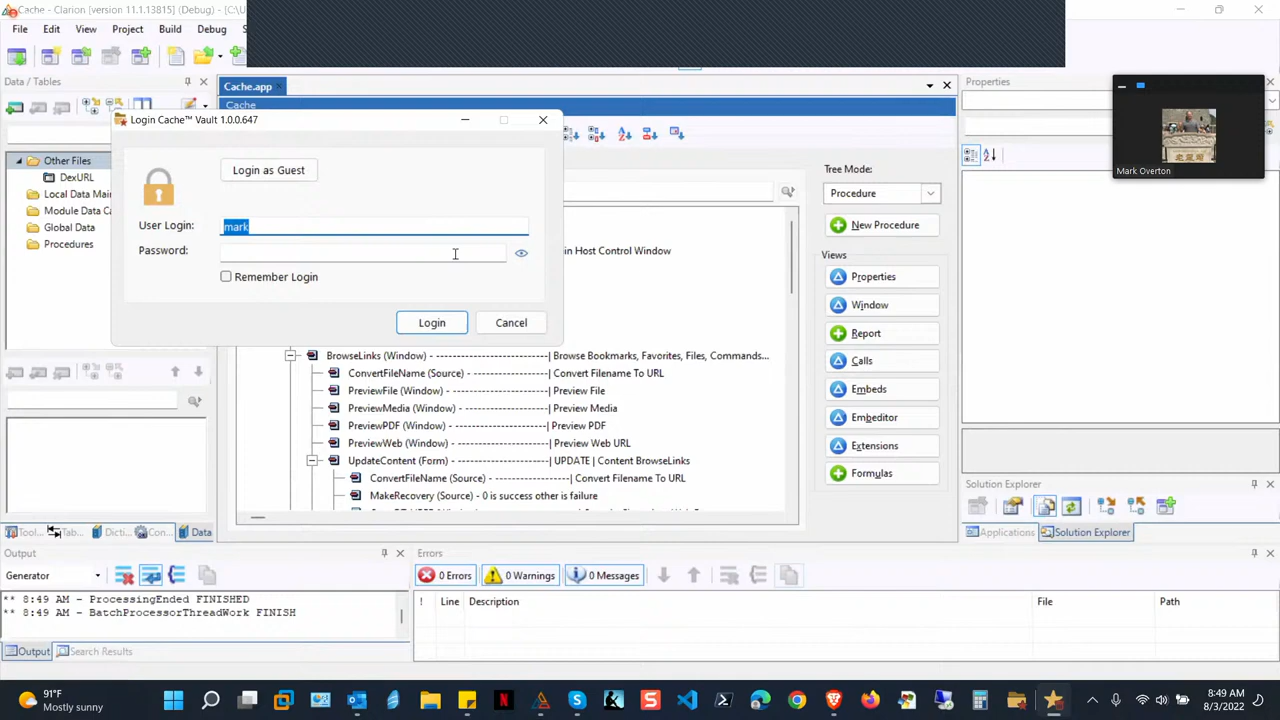 Cache - Clarion [version 11.1.13815] (Debug) - [C:\U
File Edit View Project Build Debug
Data / Tables
Other Files
DexURL
Local Data Main
Module Data Ca
Global Data
Procedures
Tool...
Tab...
Dicti...
Con...
Data
Cache.app
Cache
Login Cache™ Vault 1.0.0.647
Login as Guest
User Login: mark
Password:
Remember Login
Login Cancel
in Host Control Window
BrowseLinks (Window) - ----------------------| Browse Bookmarks, Favorites, Files, Commands...
ConvertFileName (Source) - ------------------| Convert Filename To URL
PreviewFile (Window) - ----------------------| Preview File
PreviewMedia (Window) - ---------------------| Preview Media
PreviewPDF (Window) - -----------------------| Preview PDF
PreviewWeb (Window) - -----------------------| Preview Web URL
UpdateContent (Form) - ----------------------| UPDATE | Content BrowseLinks
ConvertFileName (Source) - ------------------| Convert Filename To URL
MakeRecovery (Source) - 0 is success other is failure
Tree Mode:
Procedure
New Procedure
Views
Properties
Window
Report
Calls
Embeds
Embeditor
Extensions
Formulas
Properties
Mark Overton
Solution Explorer
Applications Solution Explorer
Output
Generator
** 8:49 AM - ProcessingEnded FINISHED
** 8:49 AM - BatchProcessorThreadWork FINISH
Output Search Results
Errors
0 Errors 0 Warnings 0 Messages
! Line Description File Path
91°F
Mostly sunny
8:49 AM
8/3/2022